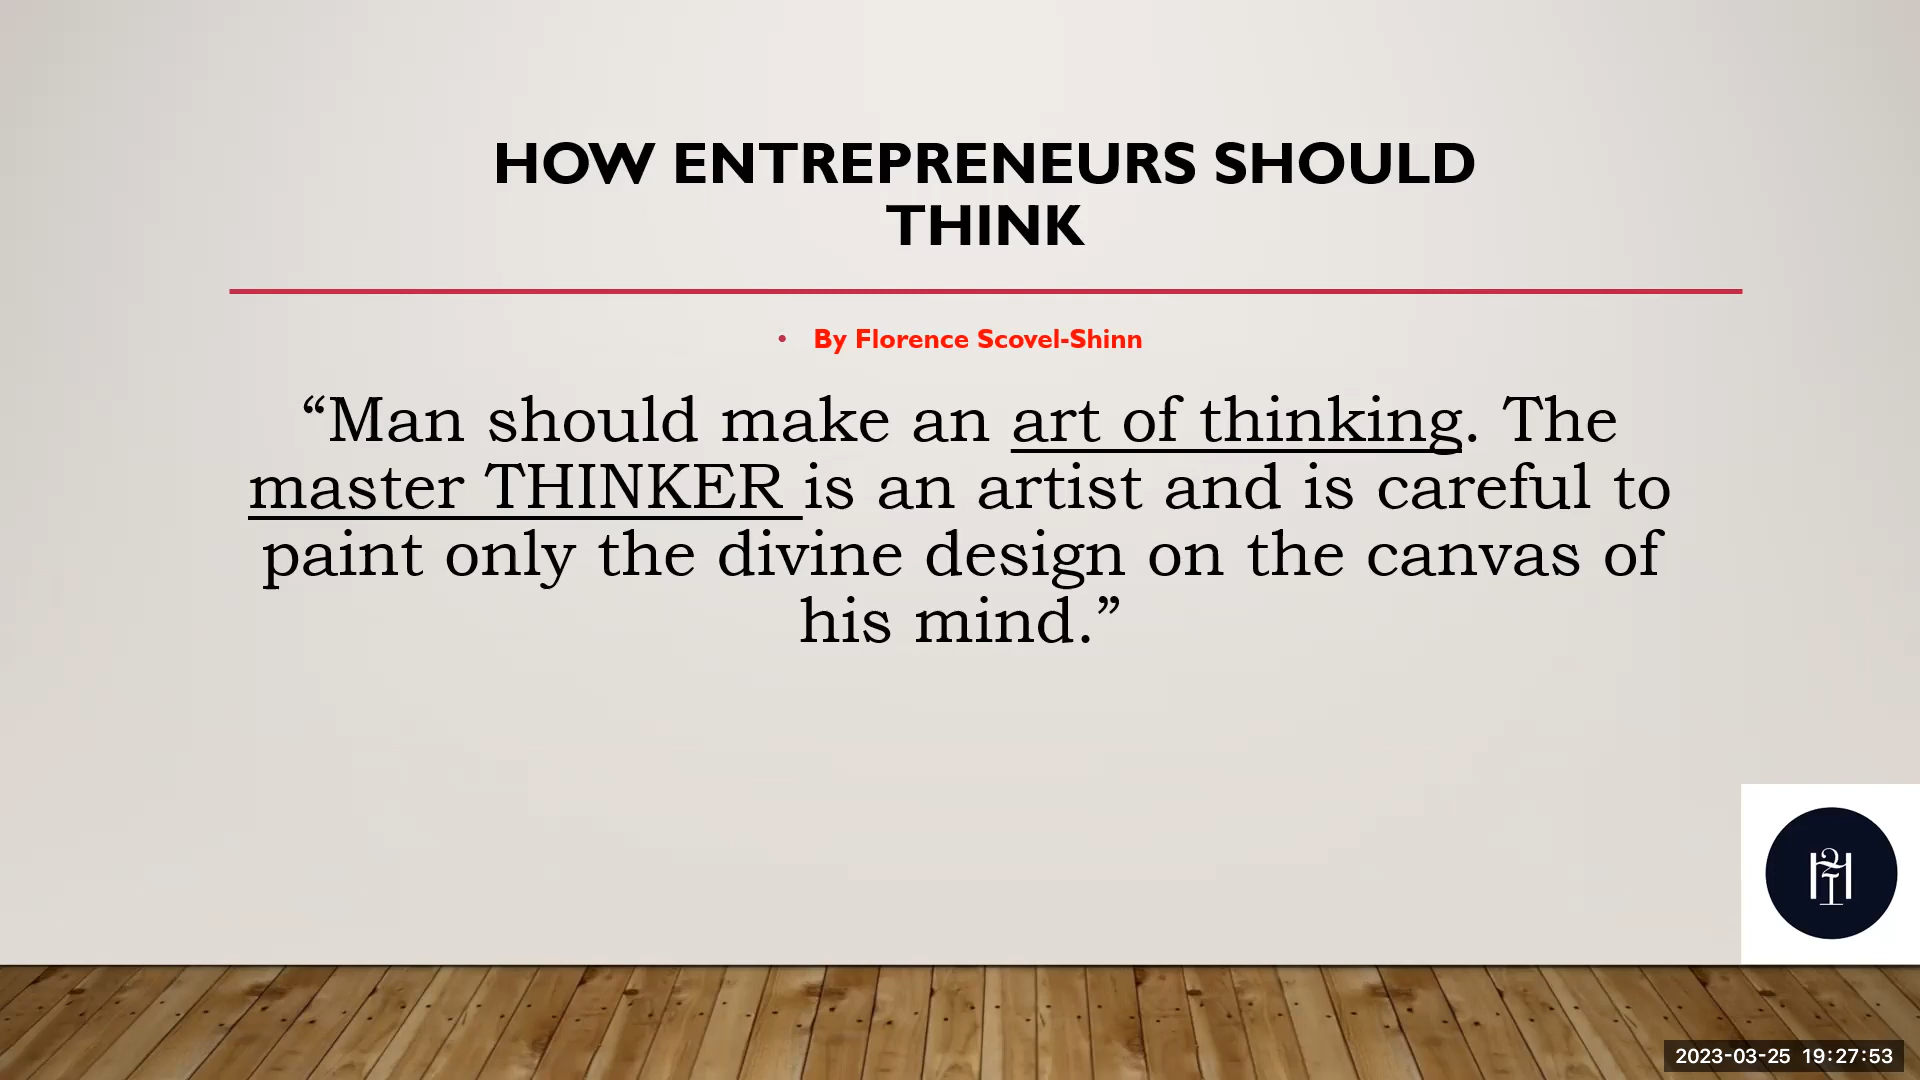 HOW ENTREPRENEURS SHOULD
THINK
• By Florence Scovel-Shinn
“Man should make an art of thinking. The
master THINKER is an artist and is careful to
paint only the divine design on the canvas of
his mind.”
2023-03-25 19:27:53